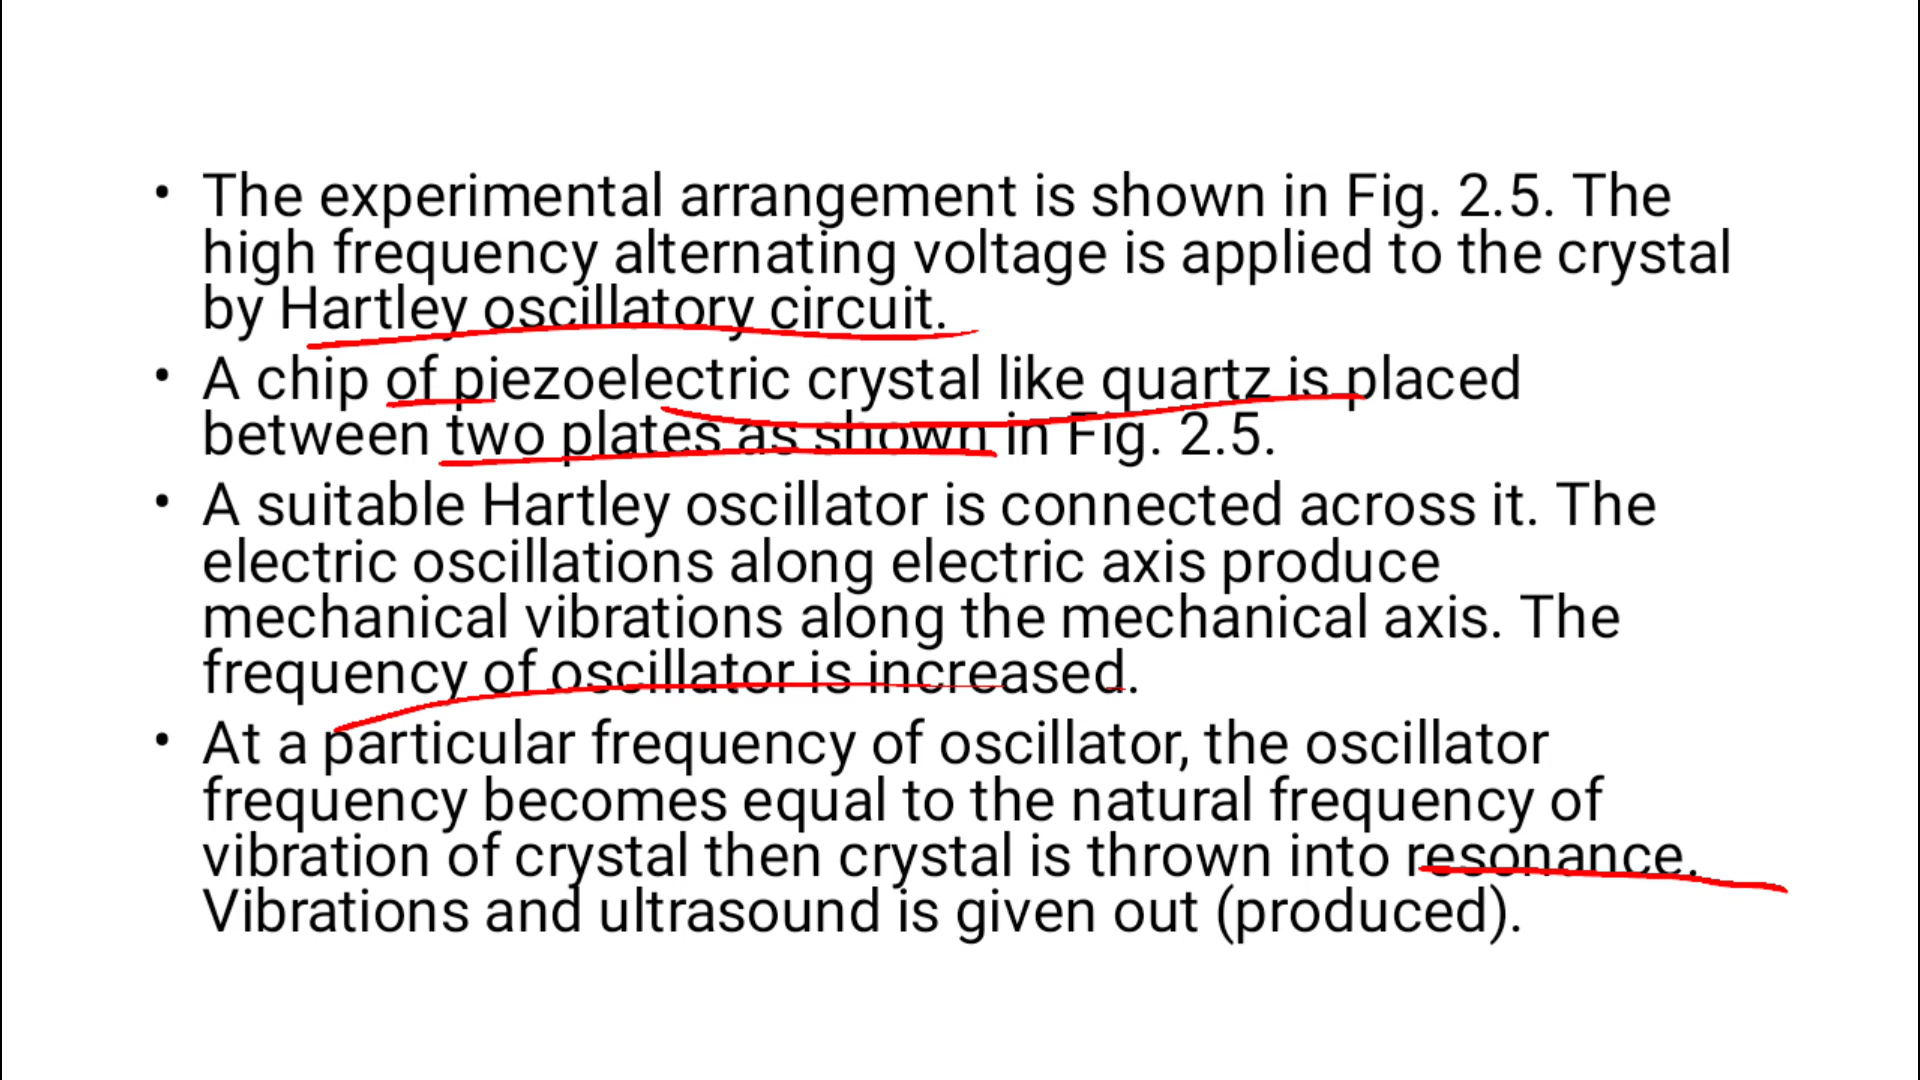 • The experimental arrangement is shown in Fig. 2.5. The
high frequency alternating voltage is applied to the crystal
by Hartley oscillatory circuit.
• A chip of piezoelectric crystal like quartz is placed
between two plates as shown in Fig. 2.5.
• A suitable Hartley oscillator is connected across it. The
electric oscillations along electric axis produce
mechanical vibrations along the mechanical axis. The
frequency of oscillator is increased.
• At a particular frequency of oscillator, the oscillator
frequency becomes equal to the natural frequency of
vibration of crystal then crystal is thrown into resonance.
Vibrations and ultrasound is given out (produced).